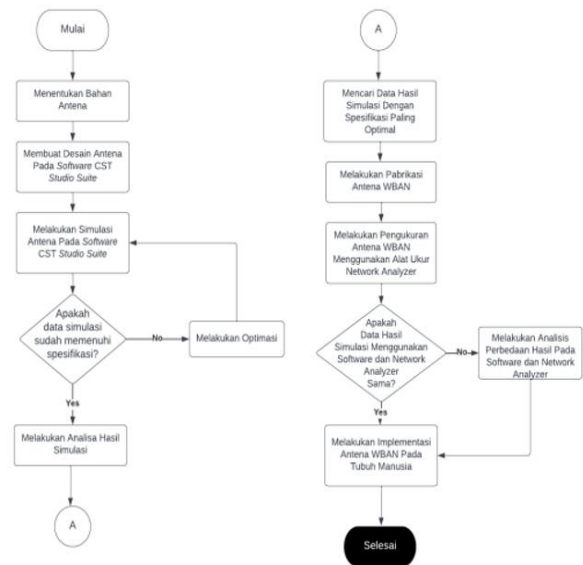 Mulai
Menentukan Bahan
Antena
Membuat Desain Antena
Pada Software CST
Studio Suite
Melakukan Simulasi
Antena Pada Software
CST Studio Suite
Apakah
data simulasi
sudah memenuhi
spesifikasi?
No
Melakukan Optimasi
Yes
Melakukan Analisa Hasil
Simulasi
A
A
Mencari Data Hasil
Simulasi Dengan
Spesifikasi Paling
Optimal
Melakukan Pabrikasi
Antena WBAN
Melakukan Pengukuran
Antena WBAN
Menggunakan Alat Ukur
Network Analyzer
Apakah
Data Hasil
Simulasi Menggunakan
Software dan Network
Analyzer
Sama?
No
Melakukan Analisis
Perbedaan Hasil Pada
Software dan Network
Analyzer
Yes
Melakukan Implementasi
Antena WBAN Pada
Tubuh Manusia
Selesai